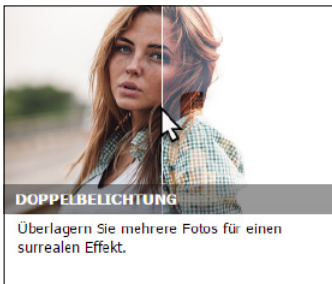 DOPPELBELICHTUNG
Überlagern Sie mehrere Fotos für einen
surrealen Effekt.